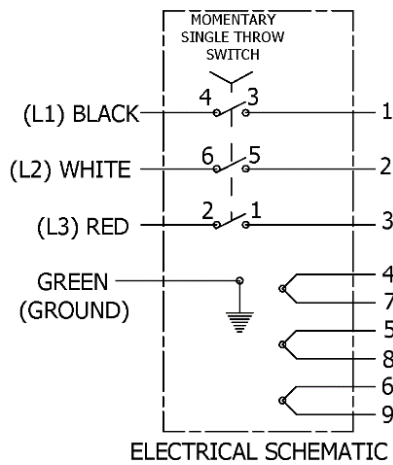 MOMENTARY
SINGLE THROW
SWITCH
4 3
(L1) BLACK 1
6 5
(L2) WHITE 2
2 1
(L3) RED 3
GREEN
(GROUND)
4
7
5
8
6
9
ELECTRICAL SCHEMATIC